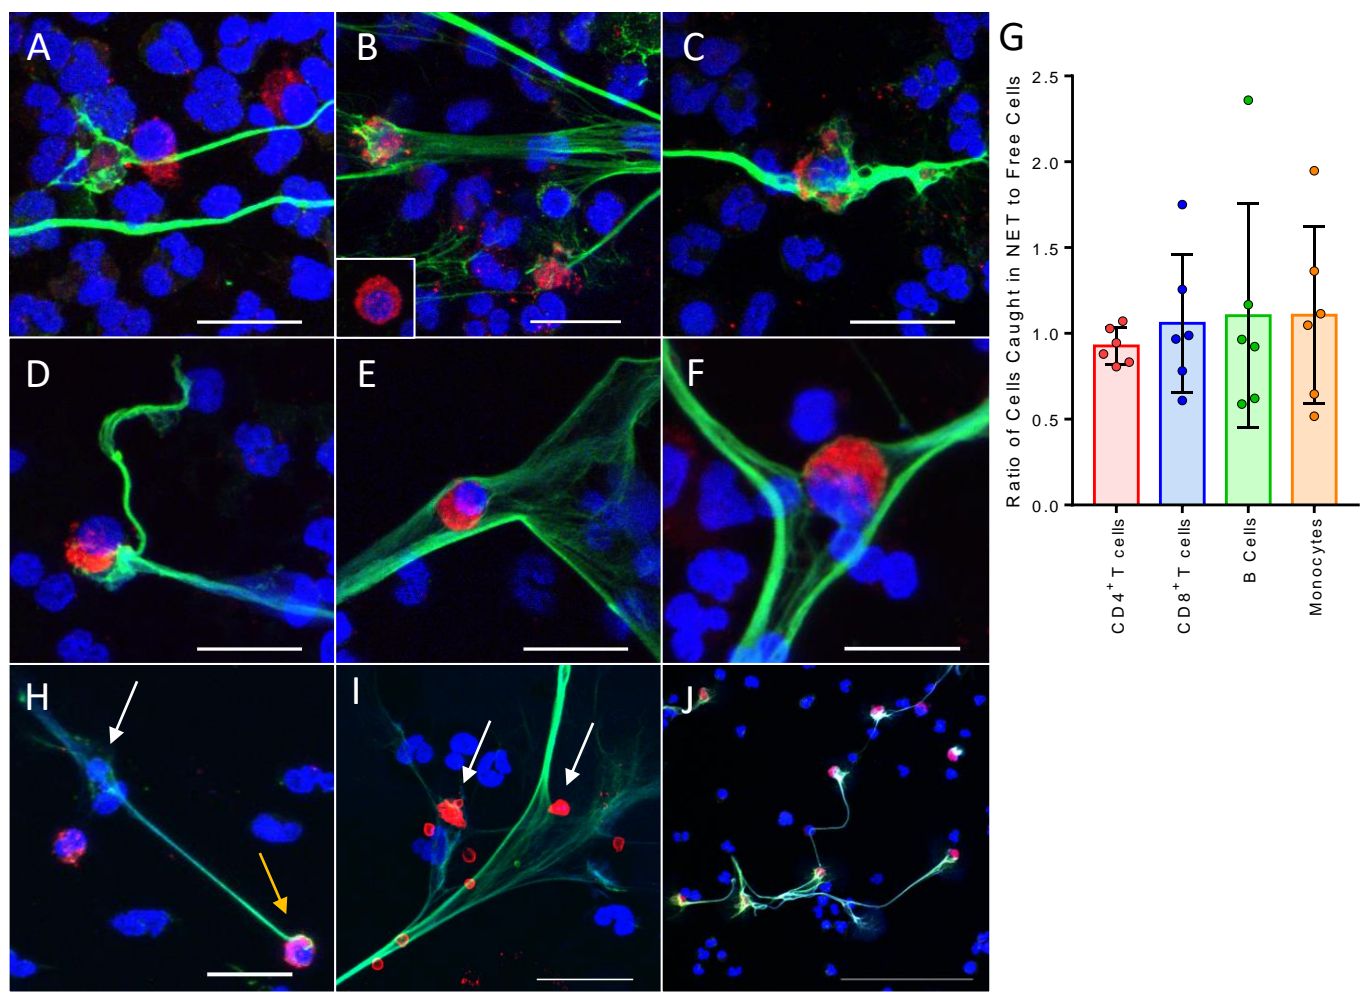 A
B
C
G
D
E
F
H
I
J
Ratio of Cells Caught in NET to Free Cells
2.5
2.0
1.5
1.0
0.5
0.0
CD4⁺ T cells
CD8⁺ T cells
B Cells
Monocytes